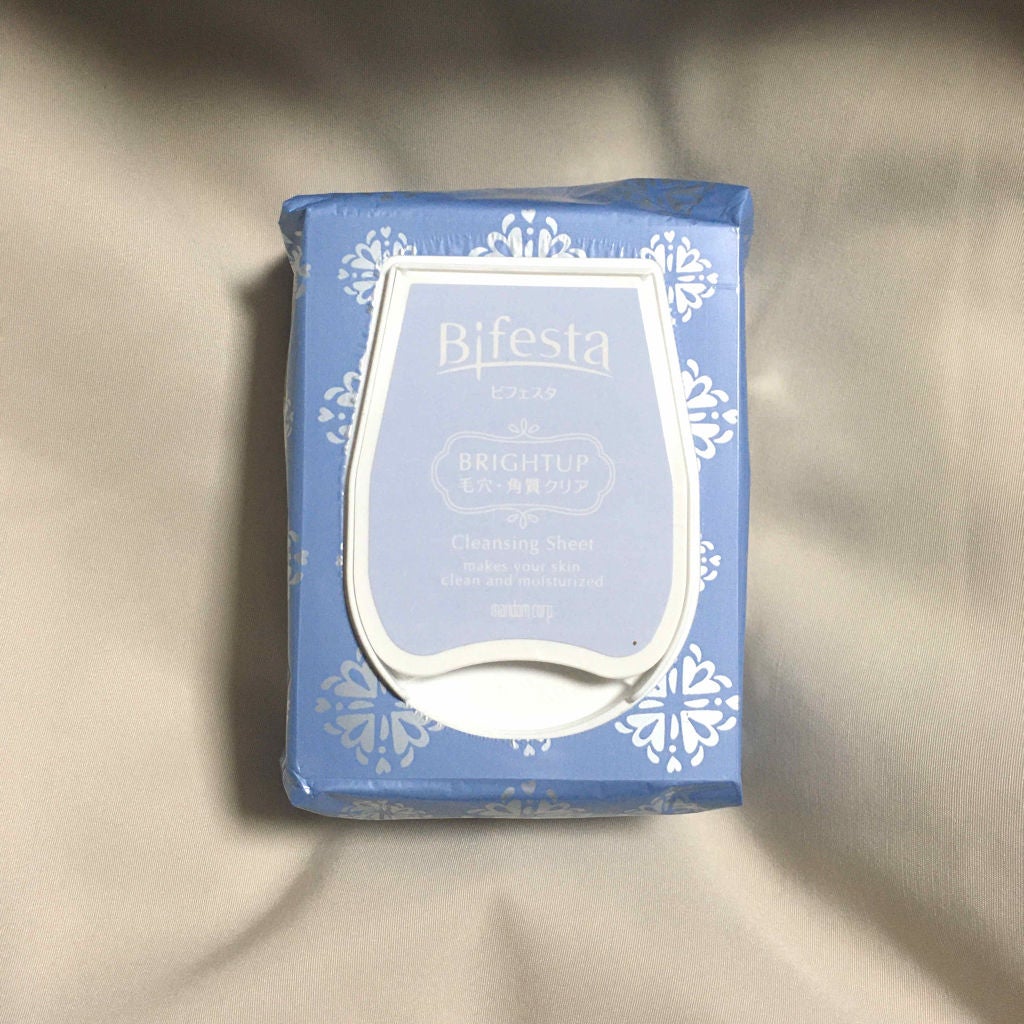 Bifesta
ビフェスタ
BRIGHTUP
毛穴・角質クリア
Cleansing Sheet
makes your skin
clean and moisturized
mandom corp.